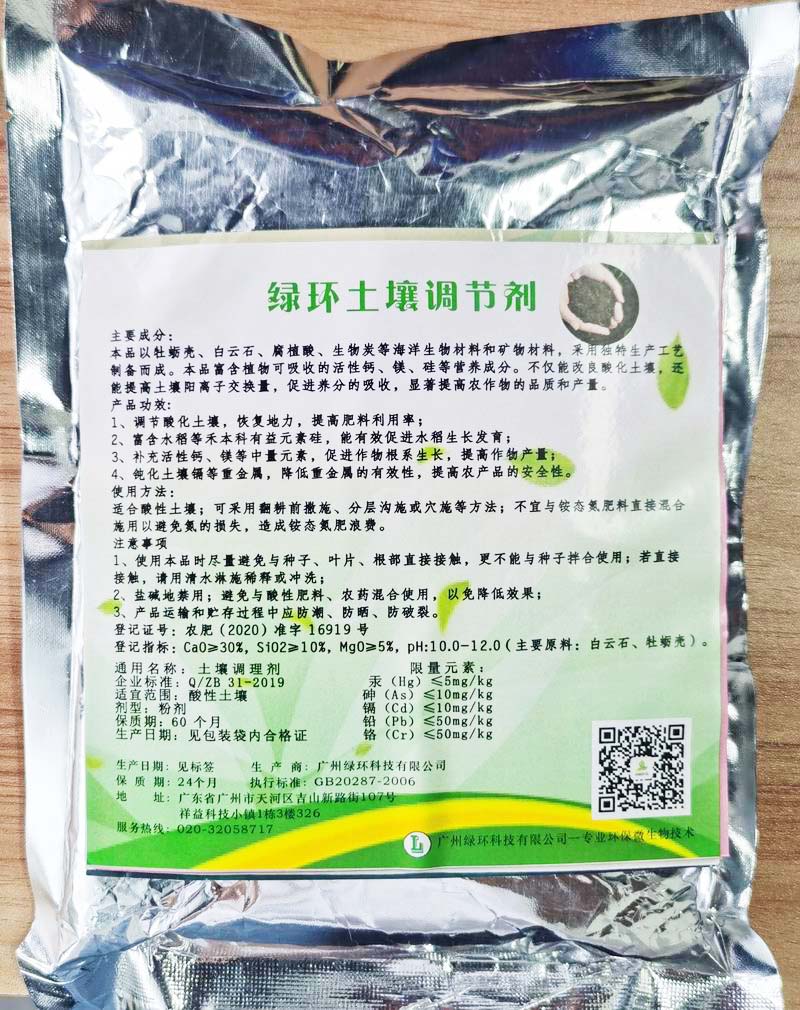 绿环土壤调节剂
主要成分：
本品以牡蛎壳、白云石、腐植酸、生物炭等海洋生物材料和矿物材料，采用独特生产工艺
制备而成。本品富含植物可吸收的活性钙、镁、硅等营养成分。不仅能改良酸化土壤，还
能提高土壤阳离子交换量，促进养分的吸收，显著提高农作物的品质和产量。
产品功效：
1、调节酸化土壤，恢复地力，提高肥料利用率；
2、富含水稻等禾本科有益元素硅，能有效促进水稻生长发育；
3、补充活性钙、镁等中量元素，促进作物根系生长，提高作物产量；
4、钝化土壤镉等重金属，降低重金属的有效性，提高农产品的安全性。
使用方法：
适合酸性土壤；可采用翻耕前撒施、分层沟施或穴施等方法；不宜与铵态氮肥料直接混合
施用以避免氮的损失，造成铵态氮肥浪费。
注意事项
1、使用本品时尽量避免与种子、叶片、根部直接接触，更不能与种子拌合使用；若直接
接触，请用清水淋施稀释或冲洗；
2、盐碱地禁用；避免与酸性肥料、农药混合使用，以免降低效果；
3、产品运输和贮存过程中应防潮、防晒、防破裂。
登记证号：农肥（2020）准字16919号
登记指标：CaO≥30%，SiO2≥10%，MgO≥5%，pH:10.0-12.0（主要原料：白云石、牡蛎壳）。
通用名称：土壤调理剂 限量元素：
企业标准：Q/ZB 31-2019 汞（Hg）≤5mg/kg
适宜范围：酸性土壤 砷（As）≤10mg/kg
剂型：粉剂 镉（Cd）≤10mg/kg
保质期：60个月 铅（Pb）≤50mg/kg
生产日期：见包装袋内合格证 铬（Cr）≤50mg/kg
生产日期：见标签 生产商：广州绿环科技有限公司
保质期：24个月 执行标准：GB20287-2006
地址：广东省广州市天河区吉山新路街107号
祥益科技小镇1栋3楼326
服务热线：020-32058717
L 广州绿环科技有限公司一专业环保微生物技术